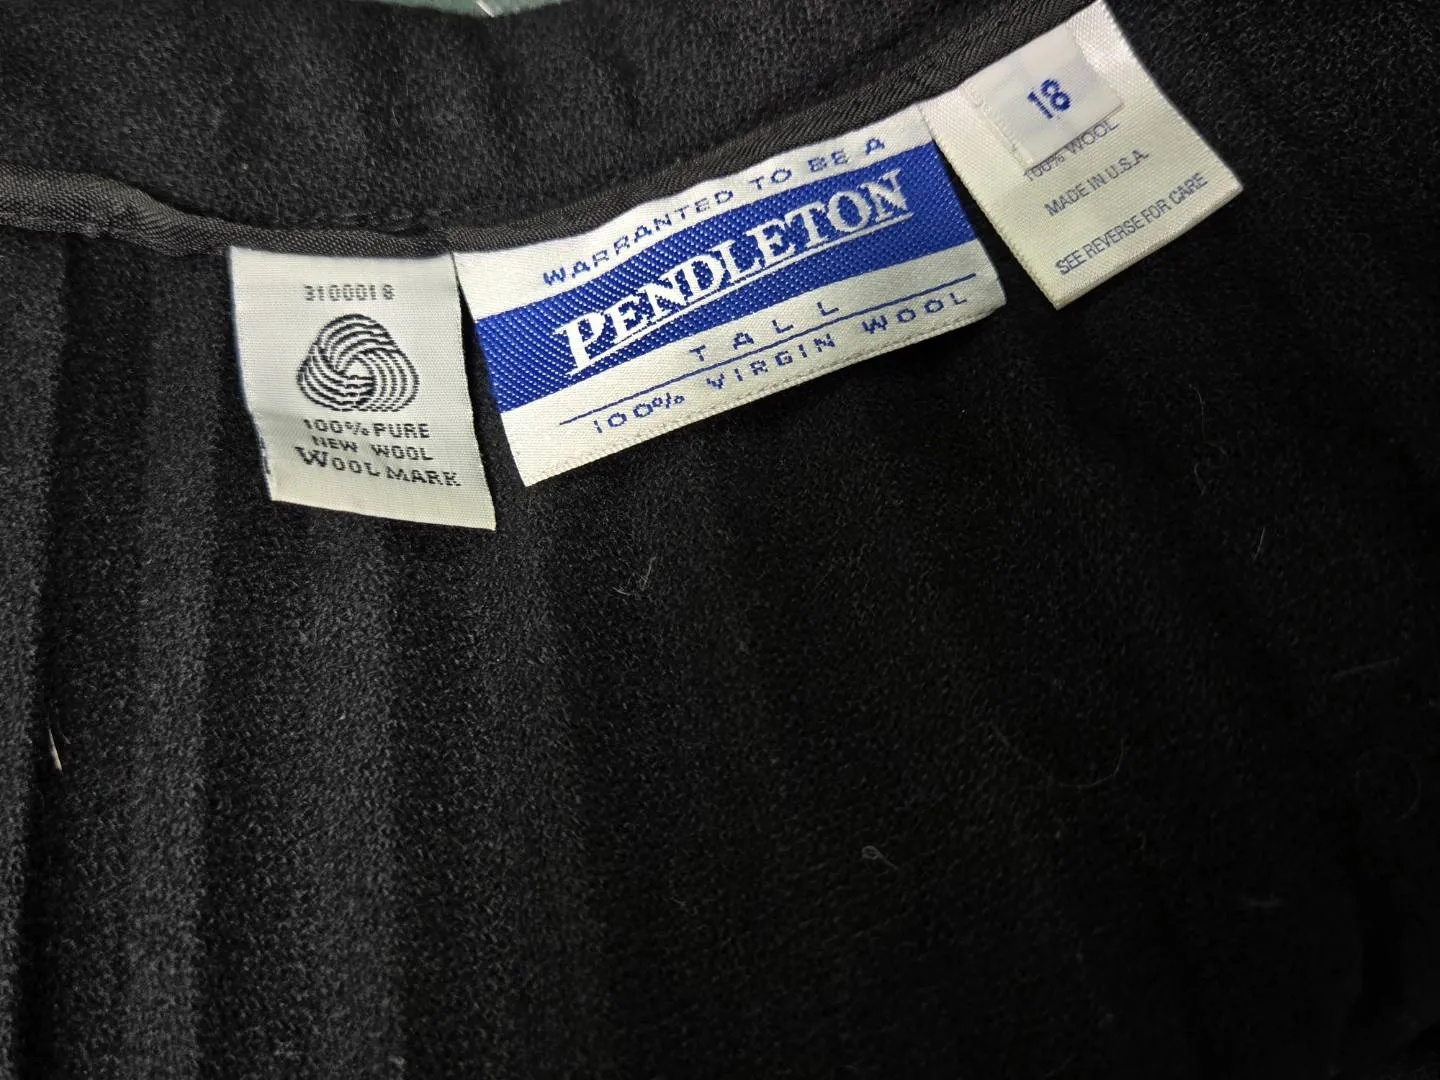 3100018
100% PURE
NEW WOOL
WOOLMARK
WARRANTED TO BE A
PENDLETON
TALL
100% VIRGIN WOOL
18
100% WOOL
MADE IN U.S.A.
SEE REVERSE FOR CARE